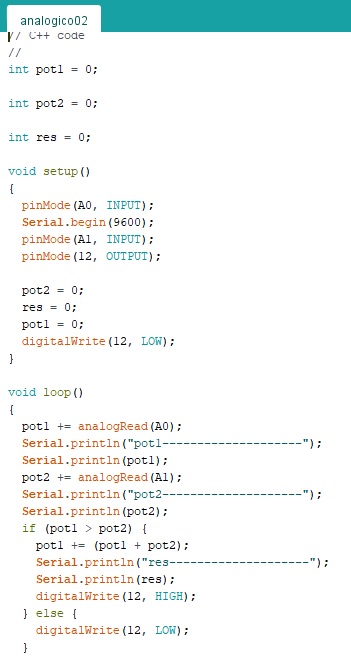 analogico02
// C++ code
//
int pot1 = 0;
int pot2 = 0;
int res = 0;
void setup()
{
pinMode(A0, INPUT);
Serial.begin(9600);
pinMode(A1, INPUT);
pinMode(12, OUTPUT);
pot2 = 0;
res = 0;
pot1 = 0;
digitalWrite(12, LOW);
}
void loop()
{
pot1 += analogRead(A0);
Serial.println("pot1--------------------");
Serial.println(pot1);
pot2 += analogRead(A1);
Serial.println("pot2--------------------");
Serial.println(pot2);
if (pot1 > pot2) {
pot1 += (pot1 + pot2);
Serial.println("res--------------------");
Serial.println(res);
digitalWrite(12, HIGH);
} else {
digitalWrite(12, LOW);
}